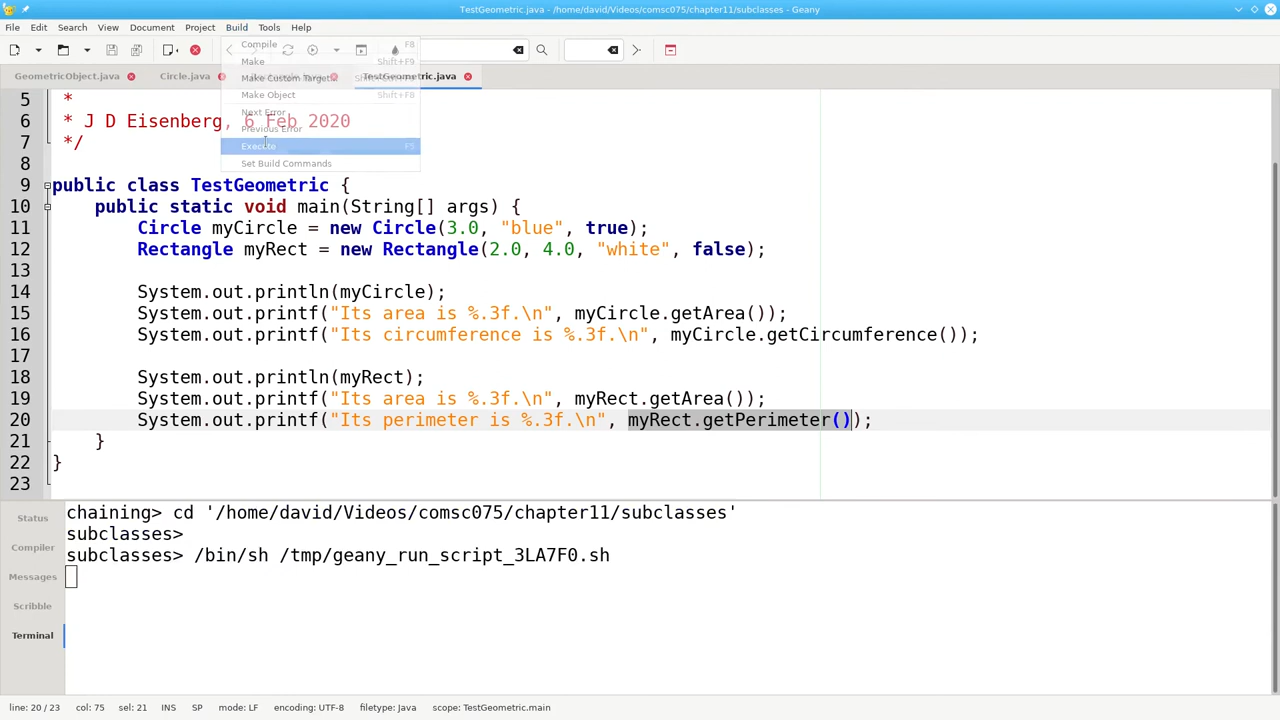 TestGeometric.java - /home/david/Videos/comsc075/chapter11/subclasses - Geany
File Edit Search View Document Project Build Tools Help
GeometricObject.java Circle.java TestGeometric.java
Compile F8
Make Shift+F9
Make Custom Target...
Make Object Shift+F8
Next Error
Previous Error
Execute F5
Set Build Commands
5 *
6 * J D Eisenberg, 6 Feb 2020
7 */
8
9 public class TestGeometric {
10 public static void main(String[] args) {
11 Circle myCircle = new Circle(3.0, "blue", true);
12 Rectangle myRect = new Rectangle(2.0, 4.0, "white", false);
13
14 System.out.println(myCircle);
15 System.out.printf("Its area is %.3f.\n", myCircle.getArea());
16 System.out.printf("Its circumference is %.3f.\n", myCircle.getCircumference());
17
18 System.out.println(myRect);
19 System.out.printf("Its area is %.3f.\n", myRect.getArea());
20 System.out.printf("Its perimeter is %.3f.\n", myRect.getPerimeter());
21 }
22 }
23
Status
Compiler
Messages
Scribble
Terminal
chaining> cd '/home/david/Videos/comsc075/chapter11/subclasses'
subclasses>
subclasses> /bin/sh /tmp/geany_run_script_3LA7F0.sh
line: 20 / 23 col: 75 sel: 21 INS SP mode: LF encoding: UTF-8 filetype: Java scope: TestGeometric.main